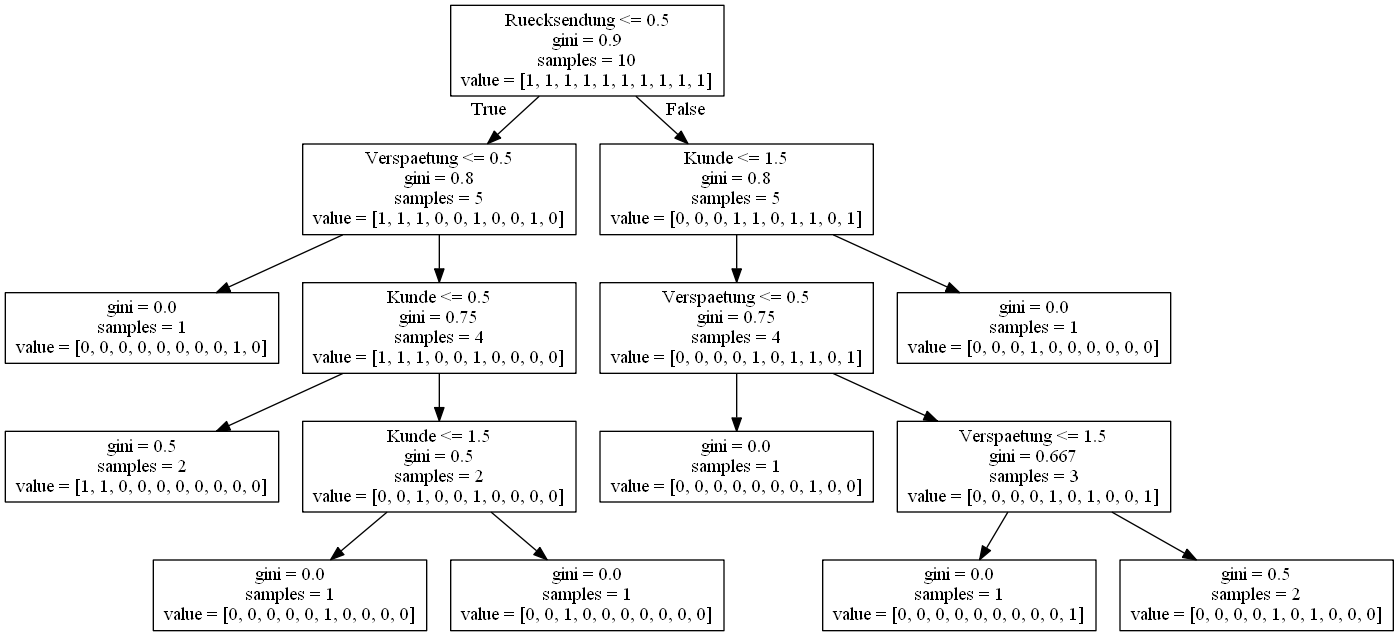 Ruecksendung <= 0.5
gini = 0.9
samples = 10
value = [1, 1, 1, 1, 1, 1, 1, 1, 1, 1]
True
False
Verspaetung <= 0.5
gini = 0.8
samples = 5
value = [1, 1, 1, 0, 0, 1, 0, 0, 1, 0]
Kunde <= 1.5
gini = 0.8
samples = 5
value = [0, 0, 0, 1, 1, 0, 1, 1, 0, 1]
gini = 0.0
samples = 1
value = [0, 0, 0, 0, 0, 0, 0, 0, 1, 0]
Kunde <= 0.5
gini = 0.75
samples = 4
value = [1, 1, 1, 0, 0, 1, 0, 0, 0, 0]
Verspaetung <= 0.5
gini = 0.75
samples = 4
value = [0, 0, 0, 0, 1, 0, 1, 1, 0, 1]
gini = 0.0
samples = 1
value = [0, 0, 0, 1, 0, 0, 0, 0, 0, 0]
gini = 0.5
samples = 2
value = [1, 1, 0, 0, 0, 0, 0, 0, 0, 0]
Kunde <= 1.5
gini = 0.5
samples = 2
value = [0, 0, 1, 0, 0, 1, 0, 0, 0, 0]
gini = 0.0
samples = 1
value = [0, 0, 0, 0, 0, 0, 0, 1, 0, 0]
Verspaetung <= 1.5
gini = 0.667
samples = 3
value = [0, 0, 0, 0, 1, 0, 1, 0, 0, 1]
gini = 0.0
samples = 1
value = [0, 0, 0, 0, 0, 1, 0, 0, 0, 0]
gini = 0.0
samples = 1
value = [0, 0, 1, 0, 0, 0, 0, 0, 0, 0]
gini = 0.0
samples = 1
value = [0, 0, 0, 0, 0, 0, 0, 0, 0, 1]
gini = 0.5
samples = 2
value = [0, 0, 0, 0, 1, 0, 1, 0, 0, 0]